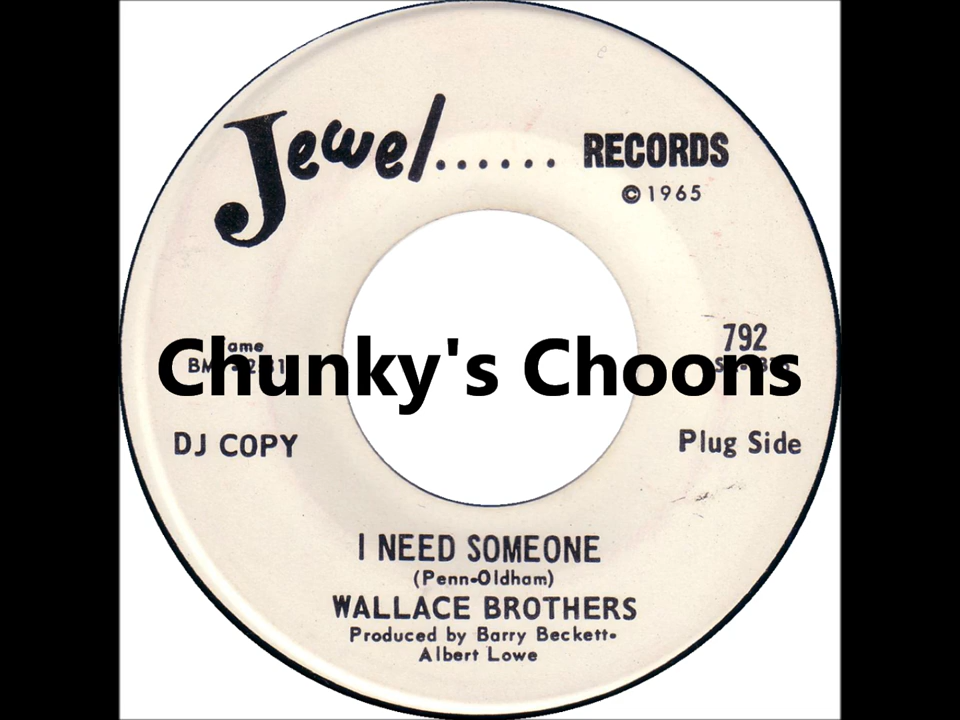 Jewel...... RECORDS
©1965
792
Chunky's Choons
DJ COPY
Plug Side
I NEED SOMEONE
(Penn-Oldham)
WALLACE BROTHERS
Produced by Barry Beckett-
Albert Lowe